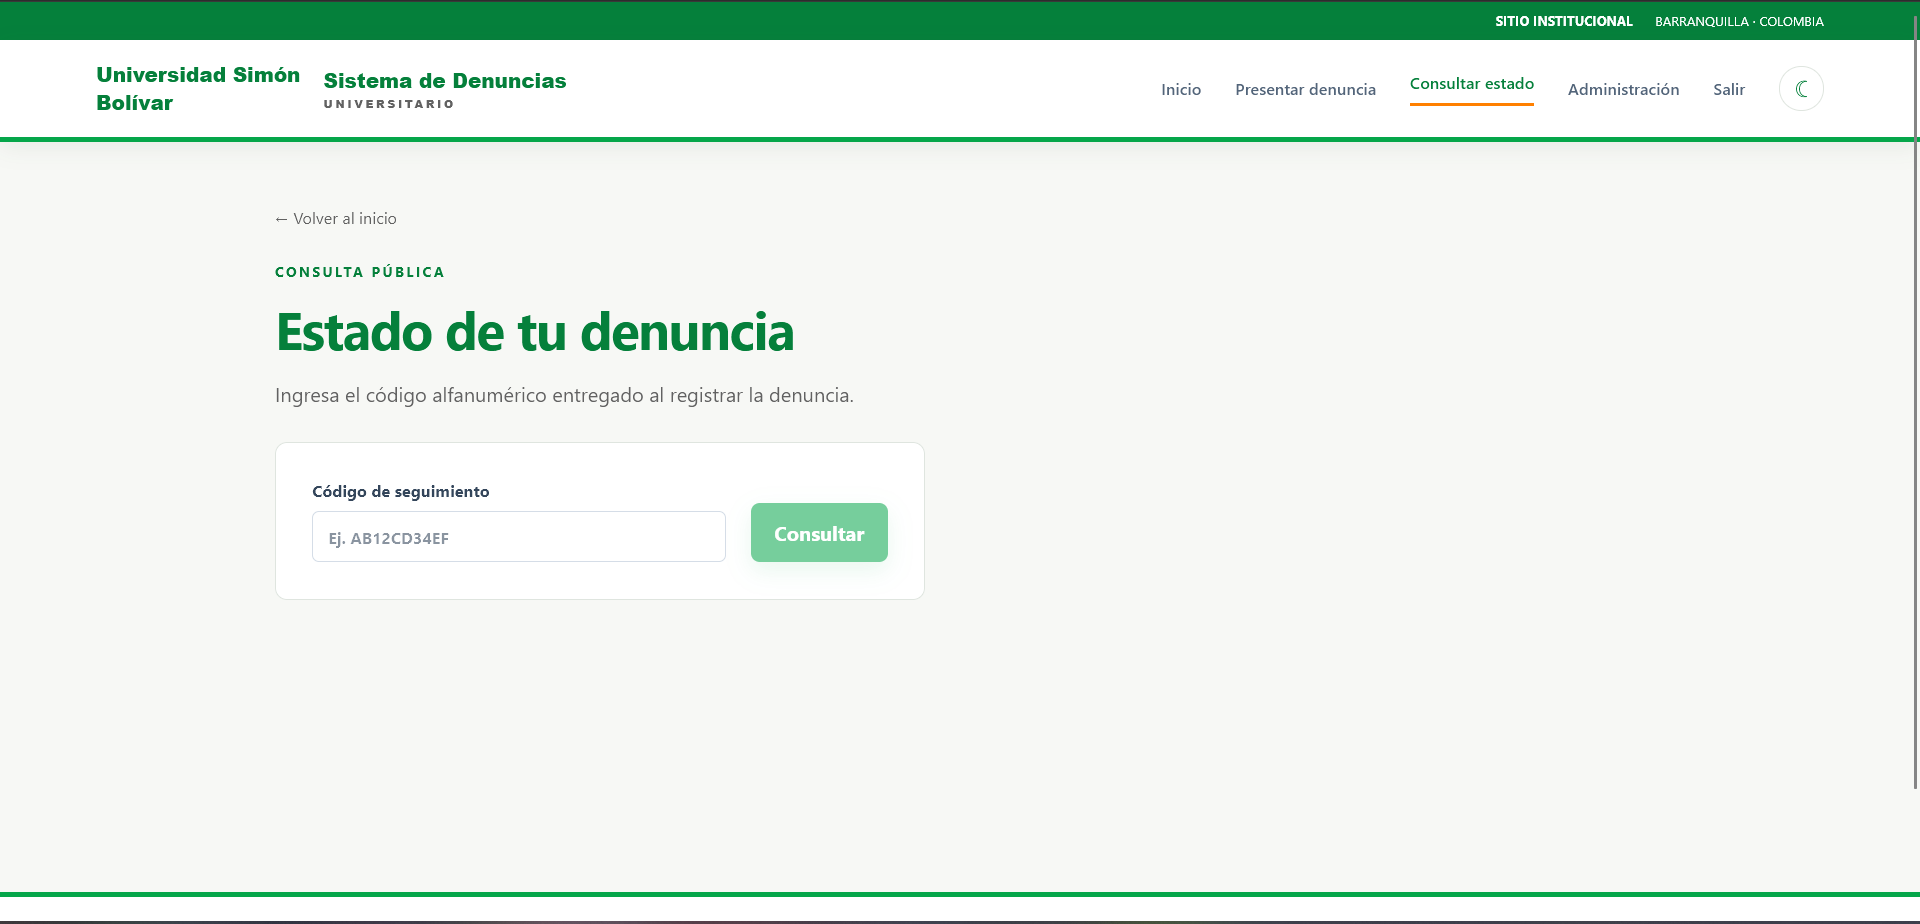 SITIO INSTITUCIONAL BARRANQUILLA · COLOMBIA
Universidad Simón
Bolívar
Sistema de Denuncias
UNIVERSITARIO
Inicio Presentar denuncia Consultar estado Administración Salir
← Volver al inicio
CONSULTA PÚBLICA
Estado de tu denuncia
Ingresa el código alfanumérico entregado al registrar la denuncia.
Código de seguimiento
Ej. AB12CD34EF
Consultar